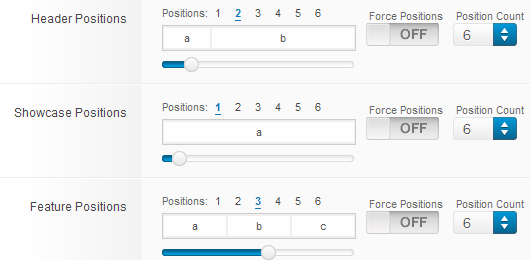 Header Positions Positions: 1 2 3 4 5 6 Force Positions Position Count
a b OFF 6
Showcase Positions Positions: 1 2 3 4 5 6 Force Positions Position Count
a OFF 6
Feature Positions Positions: 1 2 3 4 5 6 Force Positions Position Count
a b c OFF 6